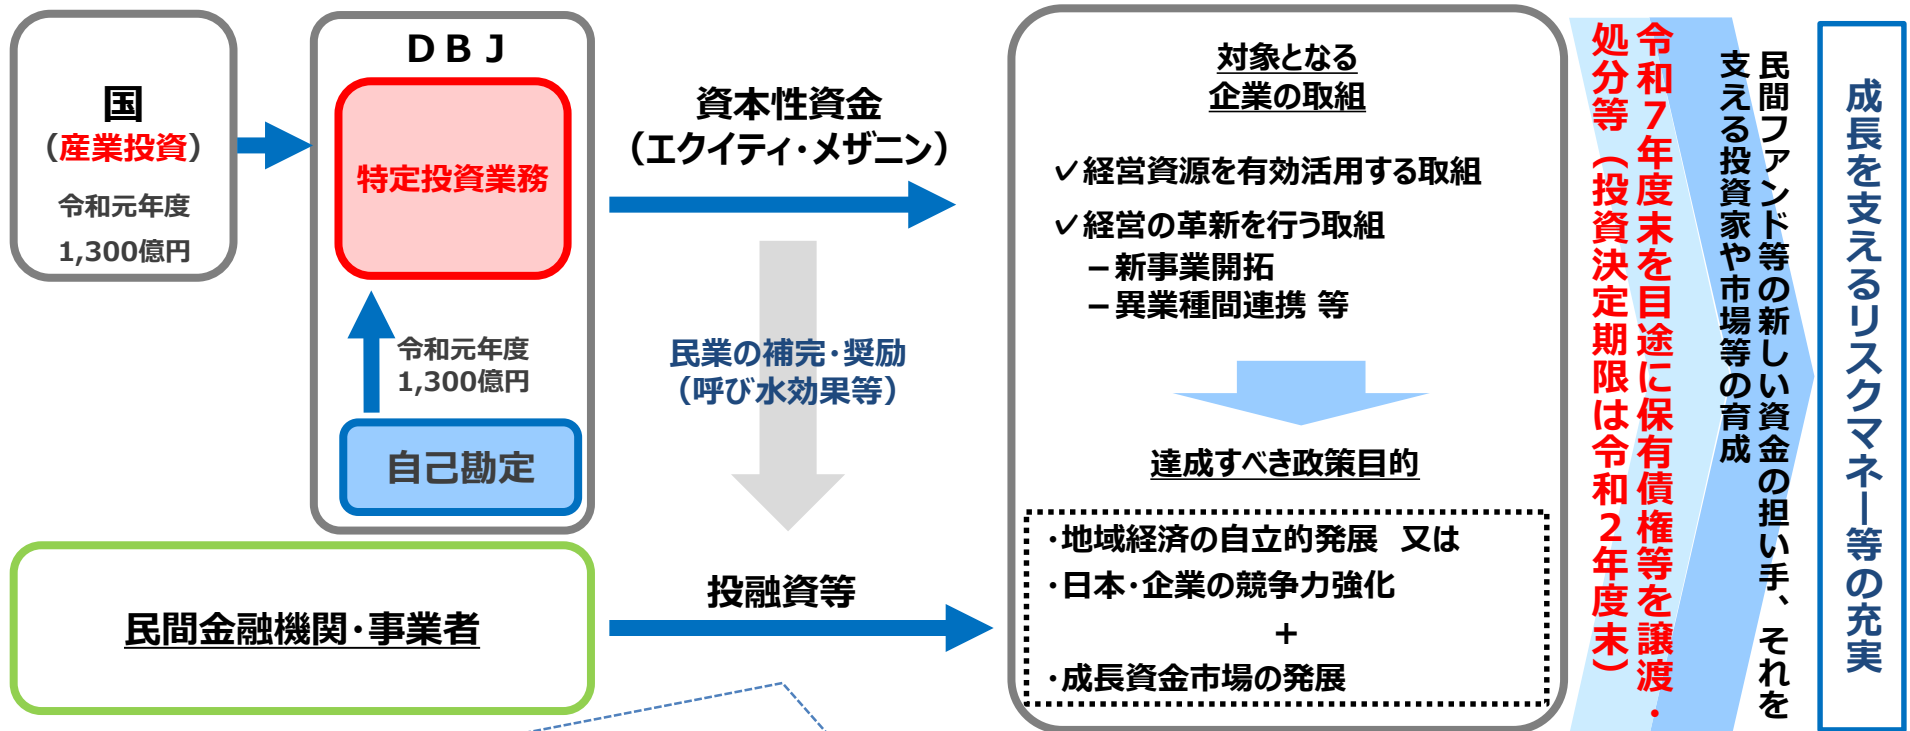 国
（産業投資）
令和元年度
1,300億円
ＤＢＪ
特定投資業務
令和元年度
1,300億円
自己勘定
民間金融機関・事業者
資本性資金
（エクイティ・メザニン）
民業の補完・奨励
（呼び水効果等）
投融資等
対象となる
企業の取組
✓経営資源を有効活用する取組
✓経営の革新を行う取組
－新事業開拓
－異業種間連携 等
達成すべき政策目的
・地域経済の自立的発展 又は
・日本・企業の競争力強化
＋
・成長資金市場の発展
令和７年度末を目途に保有債権等を譲渡・
処分等（投資決定期限は令和２年度末）
民間ファンド等の新しい資金の担い手、それを
支える投資家や市場等の育成
成長を支えるリスクマネー等の充実